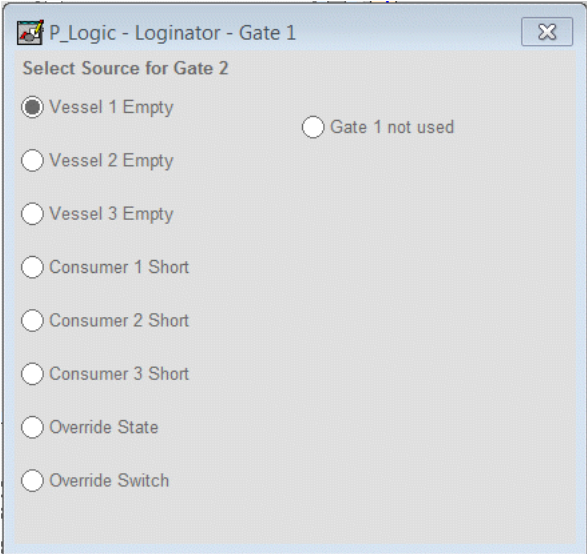 P_Logic - Loginator - Gate 1
Select Source for Gate 2
Vessel 1 Empty
Gate 1 not used
Vessel 2 Empty
Vessel 3 Empty
Consumer 1 Short
Consumer 2 Short
Consumer 3 Short
Override State
Override Switch